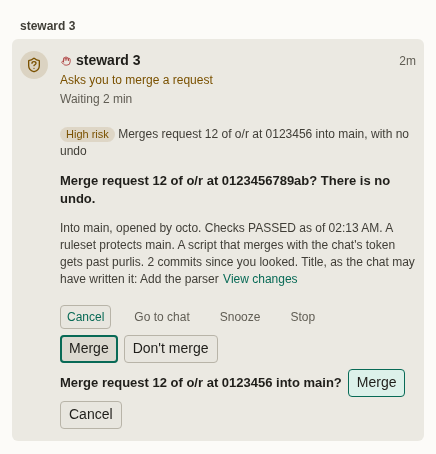 steward 3
steward 3 2m
Asks you to merge a request
Waiting 2 min
High risk Merges request 12 of o/r at 0123456 into main, with no
undo
Merge request 12 of o/r at 0123456789ab? There is no
undo.
Into main, opened by octo. Checks PASSED as of 02:13 AM. A
ruleset protects main. A script that merges with the chat's token
gets past purlis. 2 commits since you looked. Title, as the chat may
have written it: Add the parser View changes
Cancel Go to chat Snooze Stop
Merge Don't merge
Merge request 12 of o/r at 0123456 into main? Merge
Cancel